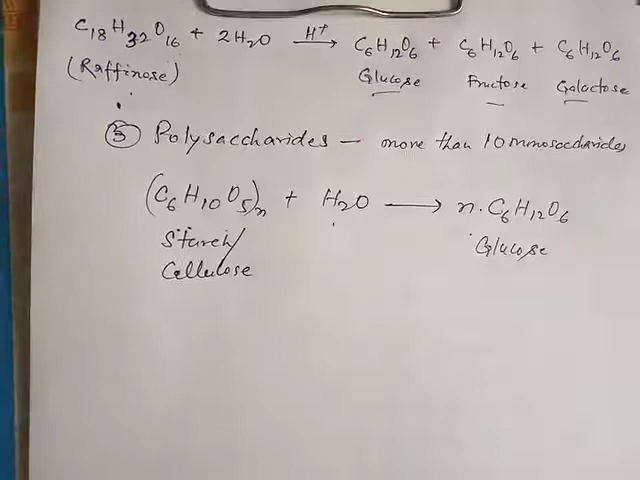 C₁₈H₃₂O₁₆ + 2H₂O —H⁺→ C₆H₁₂O₆ + C₆H₁₂O₆ + C₆H₁₂O₆
(Raffinose) Glucose Fructose Galactose
③ Polysaccharides — more than 10 monosaccharides
(C₆H₁₀O₅)ₙ + H₂O ⟶ n. C₆H₁₂O₆
Starch/ Glucose
Cellulose